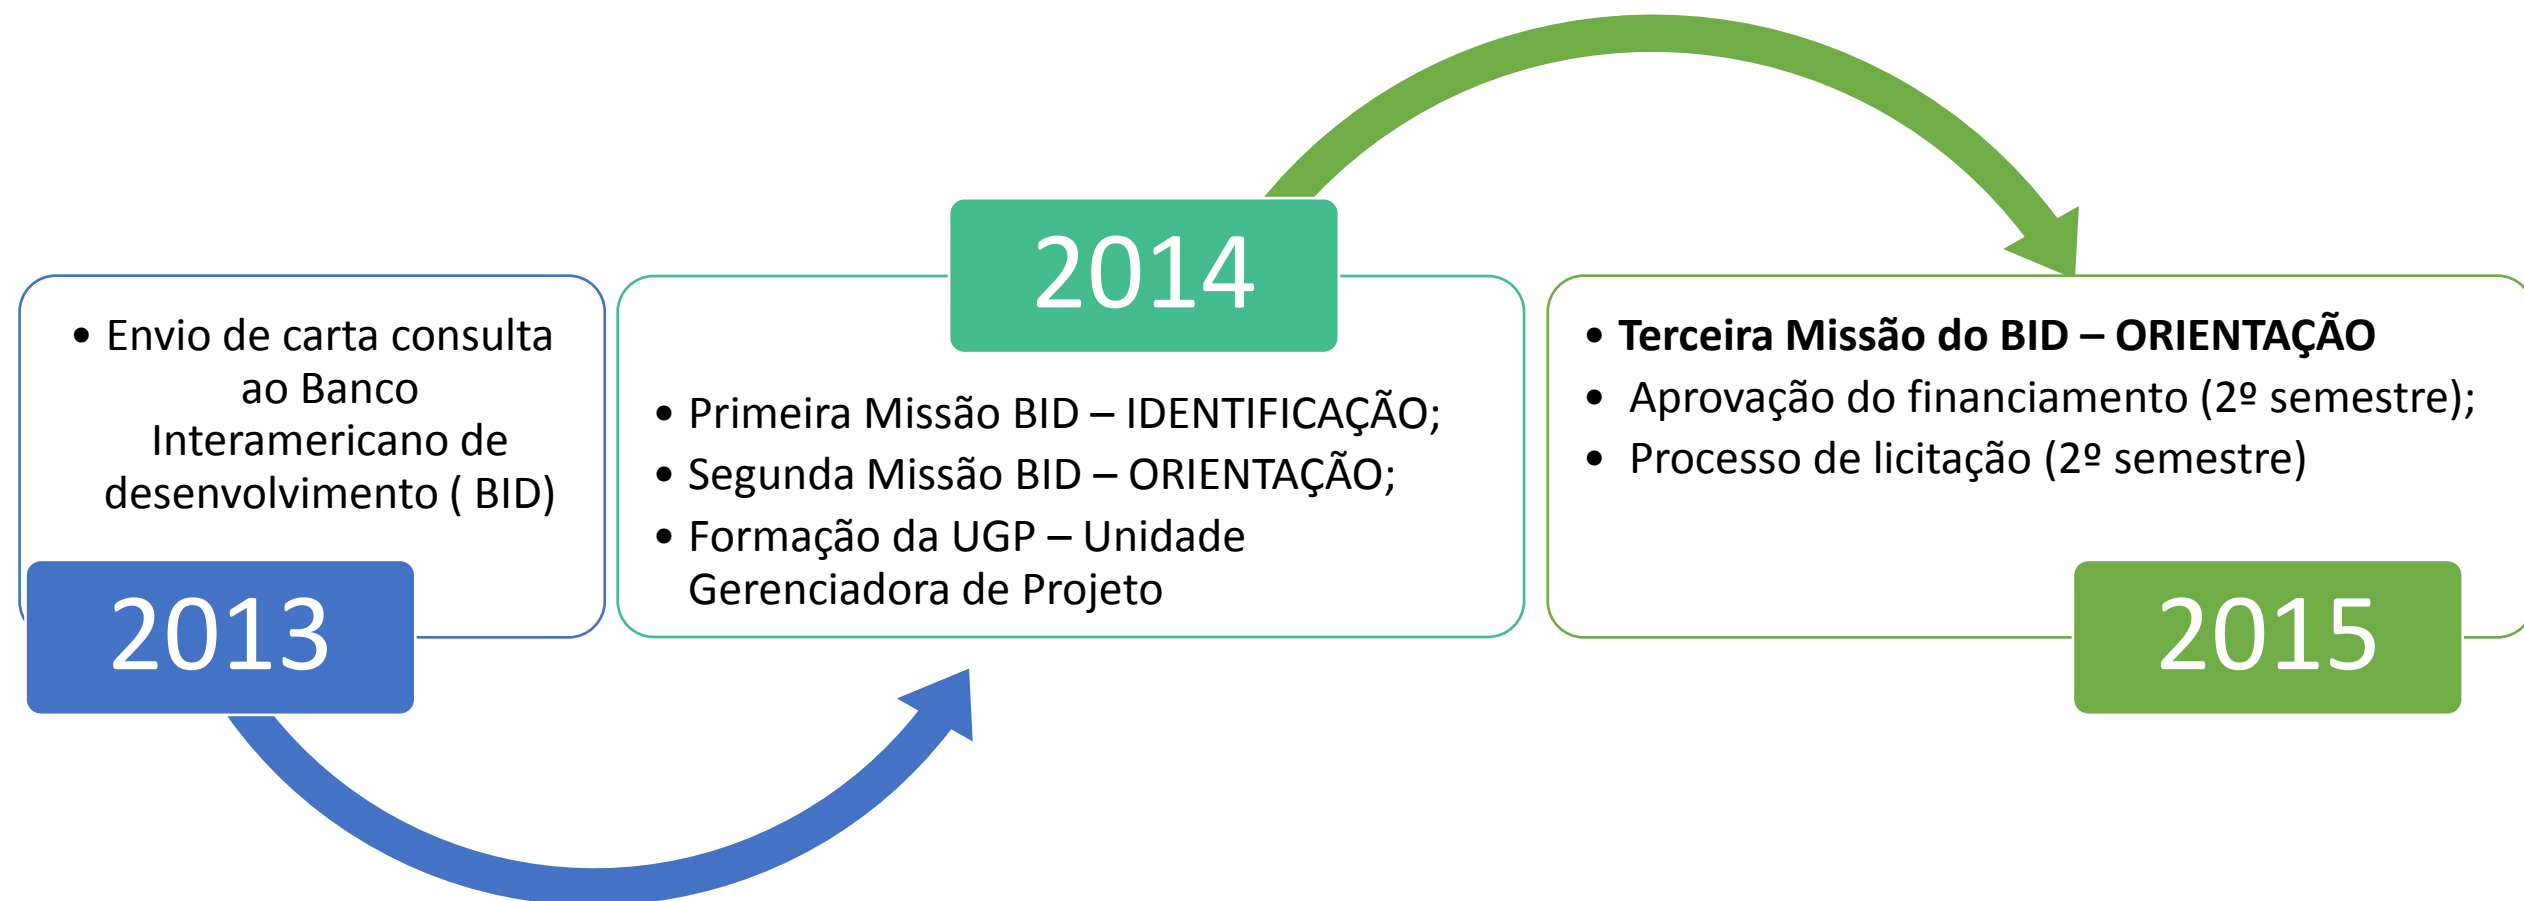 • Envio de carta consulta
ao Banco
Interamericano de
desenvolvimento ( BID)
2013
2014
• Primeira Missão BID – IDENTIFICAÇÃO;
• Segunda Missão BID – ORIENTAÇÃO;
• Formação da UGP – Unidade
Gerenciadora de Projeto
• Terceira Missão do BID – ORIENTAÇÃO
• Aprovação do financiamento (2º semestre);
• Processo de licitação (2º semestre)
2015